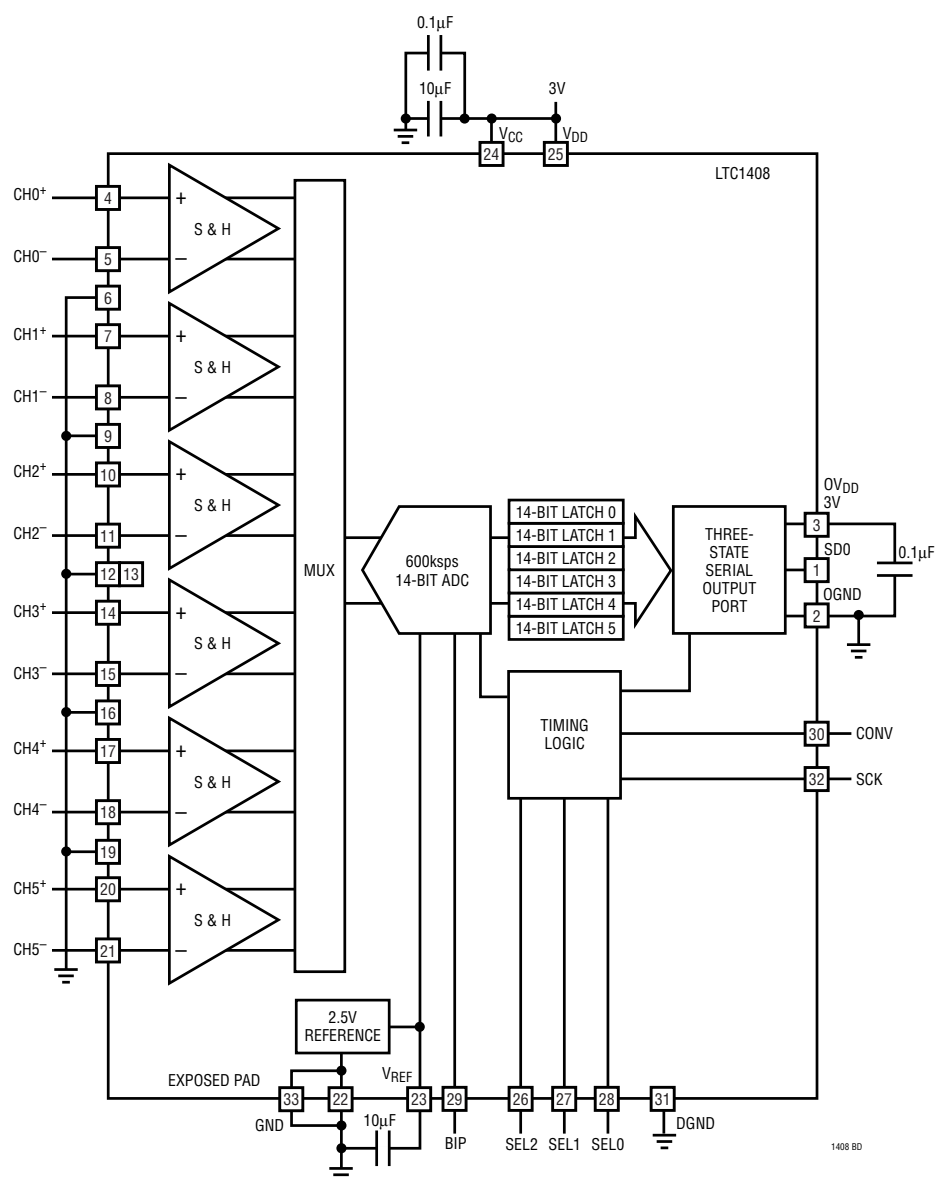 0.1µF
10µF
3V
VCC
VDD
24
25
LTC1408
CH0+
4
+
S & H
CH0−
5
−
6
CH1+
7
+
S & H
CH1−
8
−
9
CH2+
10
+
S & H
CH2−
11
−
12
13
CH3+
14
+
S & H
CH3−
15
−
16
CH4+
17
+
S & H
CH4−
18
−
19
CH5+
20
+
S & H
CH5−
21
−
MUX
600ksps
14-BIT ADC
14-BIT LATCH 0
14-BIT LATCH 1
14-BIT LATCH 2
14-BIT LATCH 3
14-BIT LATCH 4
14-BIT LATCH 5
THREE-
STATE
SERIAL
OUTPUT
PORT
OVDD
3V
3
SD0
1
0.1µF
OGND
2
TIMING
LOGIC
30
CONV
32
SCK
2.5V
REFERENCE
EXPOSED PAD
VREF
33
22
23
29
26
27
28
31
GND
10µF
BIP
SEL2
SEL1
SEL0
DGND
1408 BD